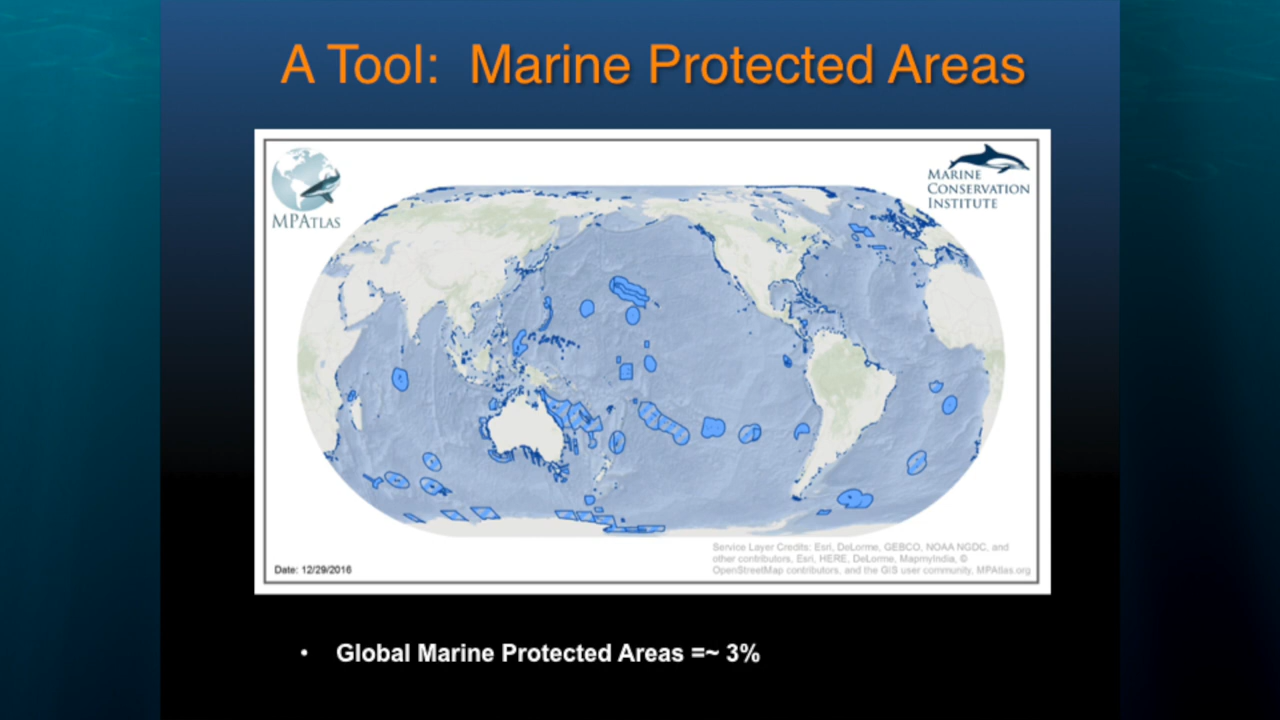 A Tool: Marine Protected Areas
MPATLAS
MARINE
CONSERVATION
INSTITUTE
Service Layer Credits: Esri, DeLorme, GEBCO, NOAA NGDC, and
other contributors, Esri, HERE, DeLorme, MapmyIndia, ©
OpenStreetMap contributors, and the GIS user community, MPAtlas.org
Date: 12/29/2016
• Global Marine Protected Areas =~ 3%